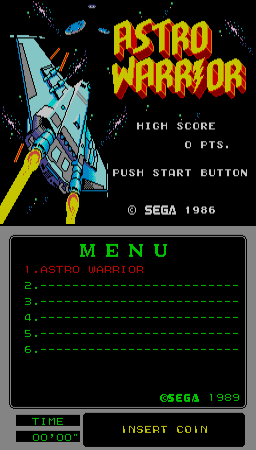 ASTRO
WARRIOR
HIGH SCORE
0 PTS.
PUSH START BUTTON
© SEGA 1986
MENU
1.ASTRO WARRIOR
2.-------------------------
3.-------------------------
4.-------------------------
5.-------------------------
6.-------------------------
©SEGA 1989
TIME
00'00"
INSERT COIN